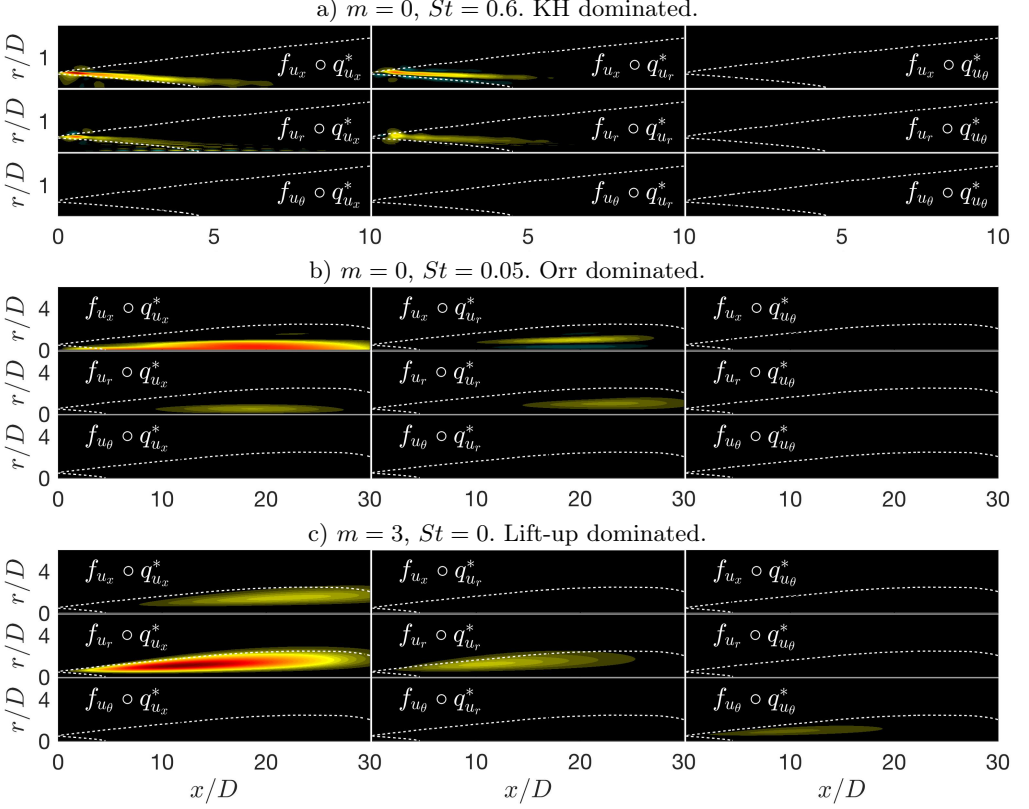 a) m = 0, St = 0.6. KH dominated.
r/D 1 f_{u_x} ∘ q*_{u_x} f_{u_x} ∘ q*_{u_r} f_{u_x} ∘ q*_{u_θ}
r/D 1 f_{u_r} ∘ q*_{u_x} f_{u_r} ∘ q*_{u_r} f_{u_r} ∘ q*_{u_θ}
r/D 1 f_{u_θ} ∘ q*_{u_x} f_{u_θ} ∘ q*_{u_r} f_{u_θ} ∘ q*_{u_θ}
0 5 10 5 10 5 10
b) m = 0, St = 0.05. Orr dominated.
r/D 4 0 f_{u_x} ∘ q*_{u_x} f_{u_x} ∘ q*_{u_r} f_{u_x} ∘ q*_{u_θ}
r/D 4 0 f_{u_r} ∘ q*_{u_x} f_{u_r} ∘ q*_{u_r} f_{u_r} ∘ q*_{u_θ}
r/D 4 0 f_{u_θ} ∘ q*_{u_x} f_{u_θ} ∘ q*_{u_r} f_{u_θ} ∘ q*_{u_θ}
0 10 20 30 10 20 30 10 20 30
c) m = 3, St = 0. Lift-up dominated.
r/D 4 0 f_{u_x} ∘ q*_{u_x} f_{u_x} ∘ q*_{u_r} f_{u_x} ∘ q*_{u_θ}
r/D 4 0 f_{u_r} ∘ q*_{u_x} f_{u_r} ∘ q*_{u_r} f_{u_r} ∘ q*_{u_θ}
r/D 4 0 f_{u_θ} ∘ q*_{u_x} f_{u_θ} ∘ q*_{u_r} f_{u_θ} ∘ q*_{u_θ}
0 10 20 30 10 20 30 10 20 30
x/D x/D x/D